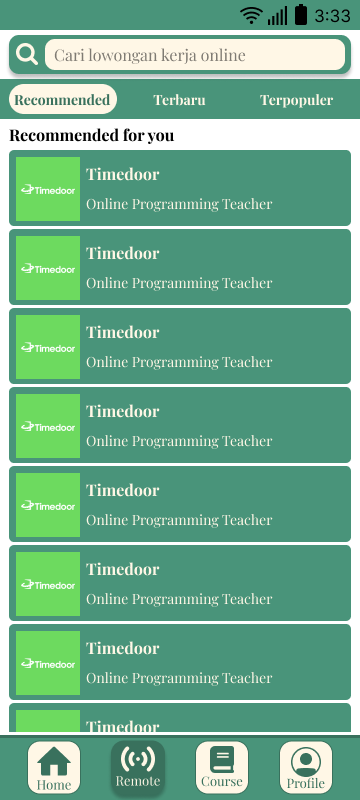 3:33
Cari lowongan kerja online
Recommended Terbaru Terpopuler
Recommended for you
Timedoor
Timedoor
Online Programming Teacher
Timedoor
Timedoor
Online Programming Teacher
Timedoor
Timedoor
Online Programming Teacher
Timedoor
Timedoor
Online Programming Teacher
Timedoor
Timedoor
Online Programming Teacher
Timedoor
Timedoor
Online Programming Teacher
Timedoor
Timedoor
Online Programming Teacher
Timedoor
Home Remote Course Profile